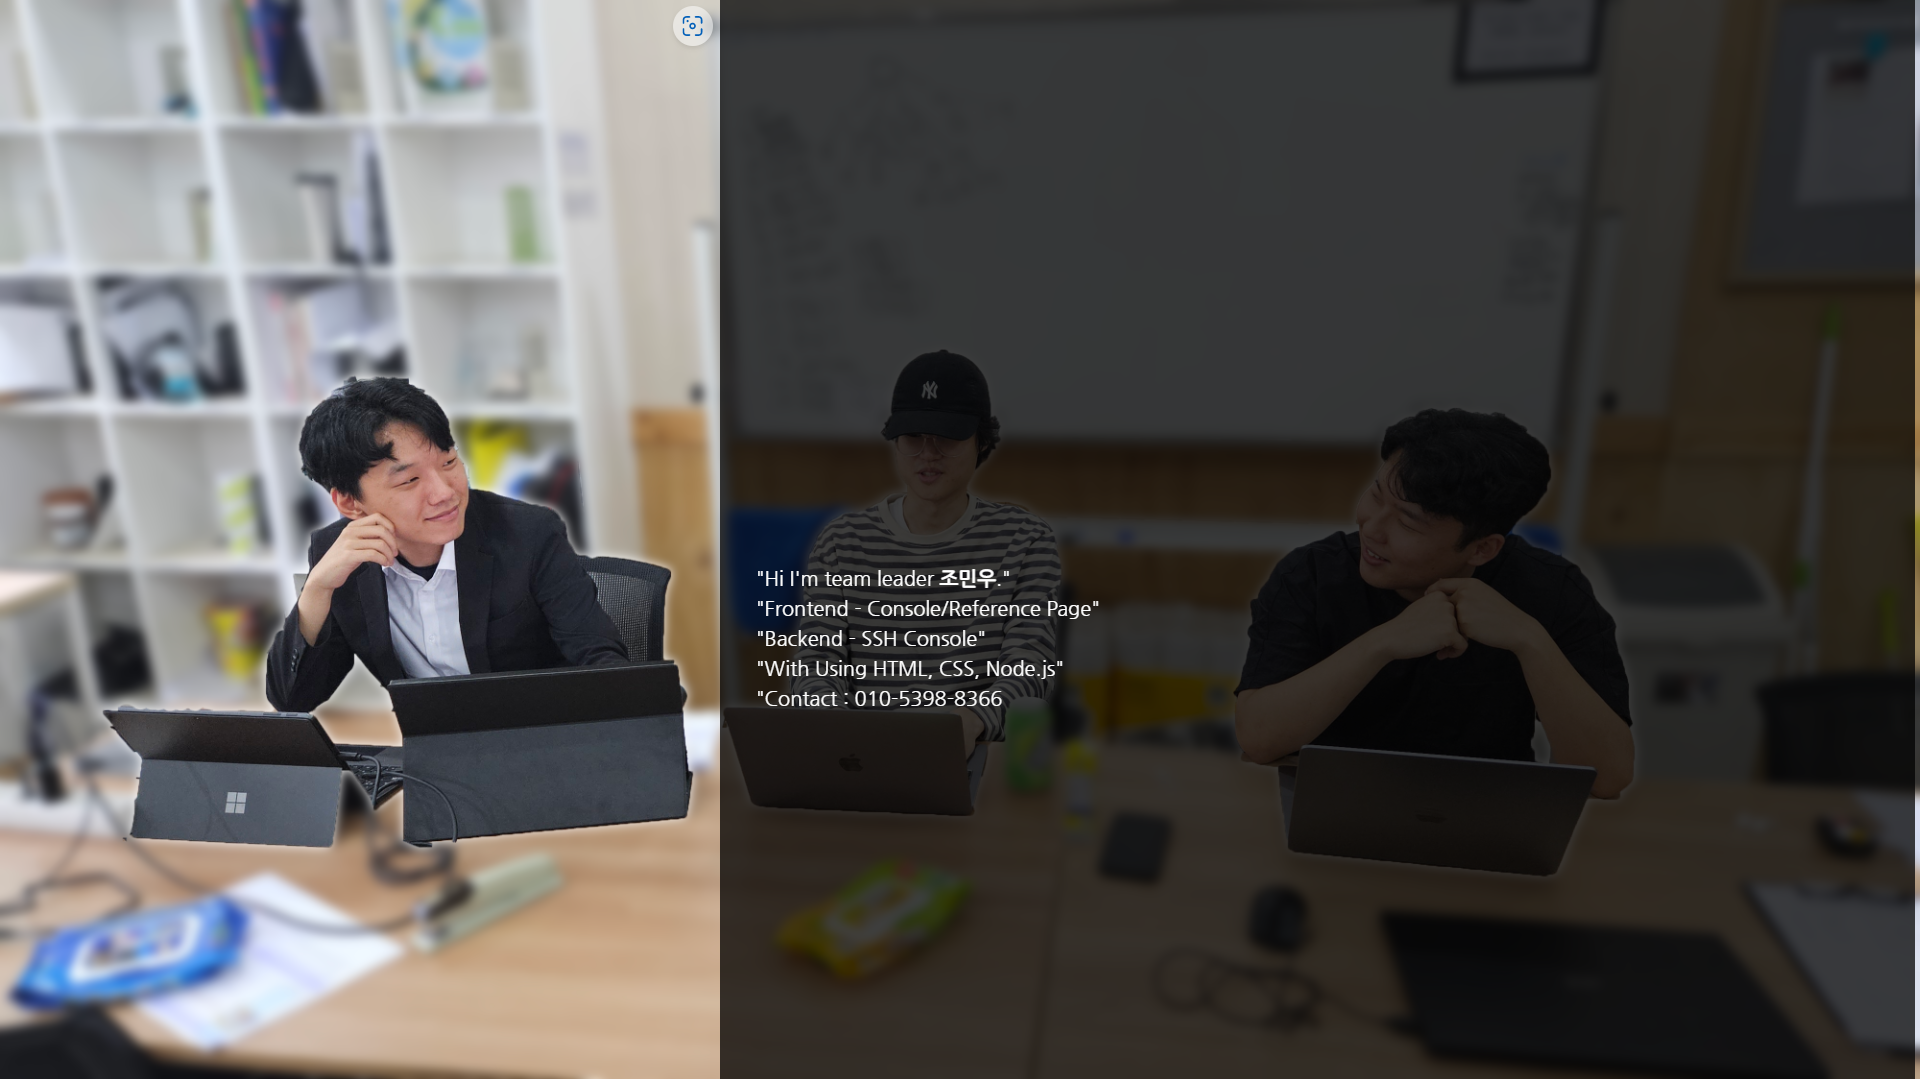 "Hi I'm team leader 조민우."
"Frontend - Console/Reference Page"
"Backend - SSH Console"
"With Using HTML, CSS, Node.js"
"Contact : 010-5398-8366